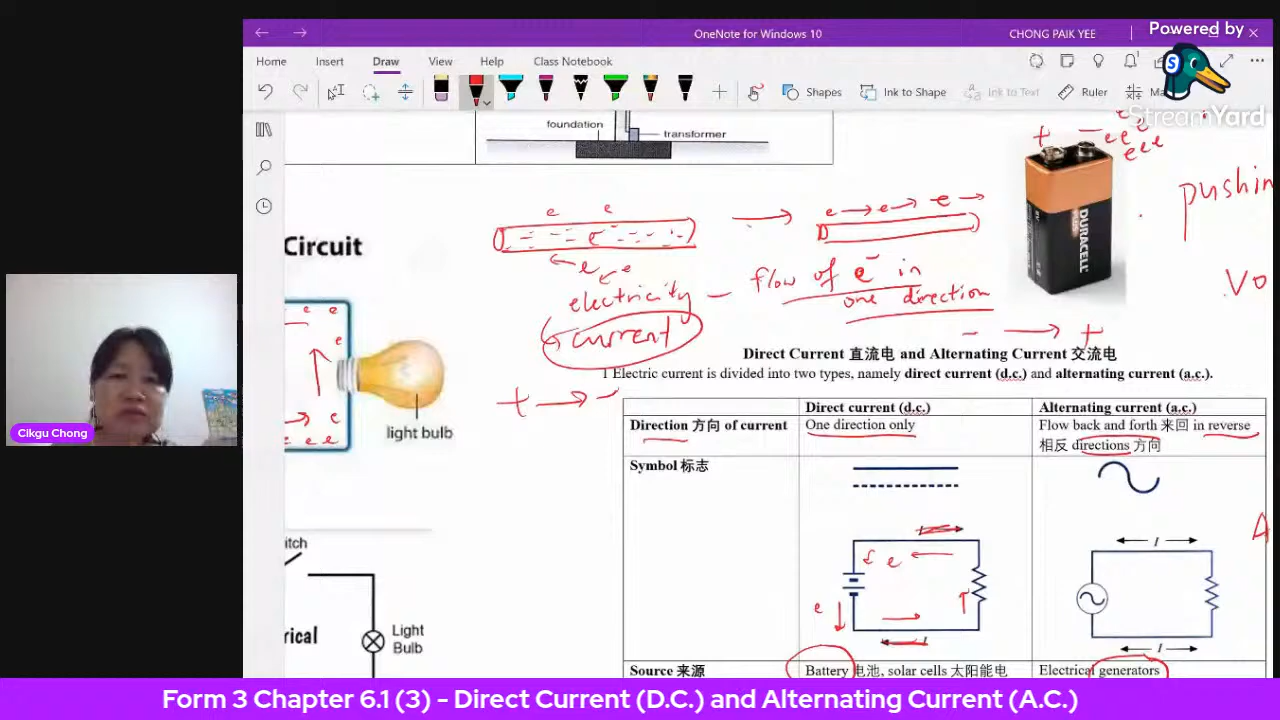 OneNote for Windows 10
CHONG PAIK YEE
Powered by
StreamYard
Home Insert Draw View Help Class Notebook
Shapes Ink to Shape Ink to Text Ruler
foundation
transformer
+ −
e e e
e e e
DURACELL
PLUS
pushin
vo
Circuit
e e
e
e
e e e
light bulb
e e
e
e e
e → e → e →
electricity − flow of e⁻ in
one direction
current
− → +
+ → −
Direct Current 直流电 and Alternating Current 交流电
1 Electric current is divided into two types, namely direct current (d.c.) and alternating current (a.c.).
Direct current (d.c.) Alternating current (a.c.)
Direction 方向 of current One direction only Flow back and forth 来回 in reverse
相反 directions 方向
Symbol 标志
I
e
e
I
I
I
A
itch
rical
Light
Bulb
Source 来源 Battery 电池, solar cells 太阳能电 Electrical generators
Cikgu Chong
Form 3 Chapter 6.1 (3) - Direct Current (D.C.) and Alternating Current (A.C.)